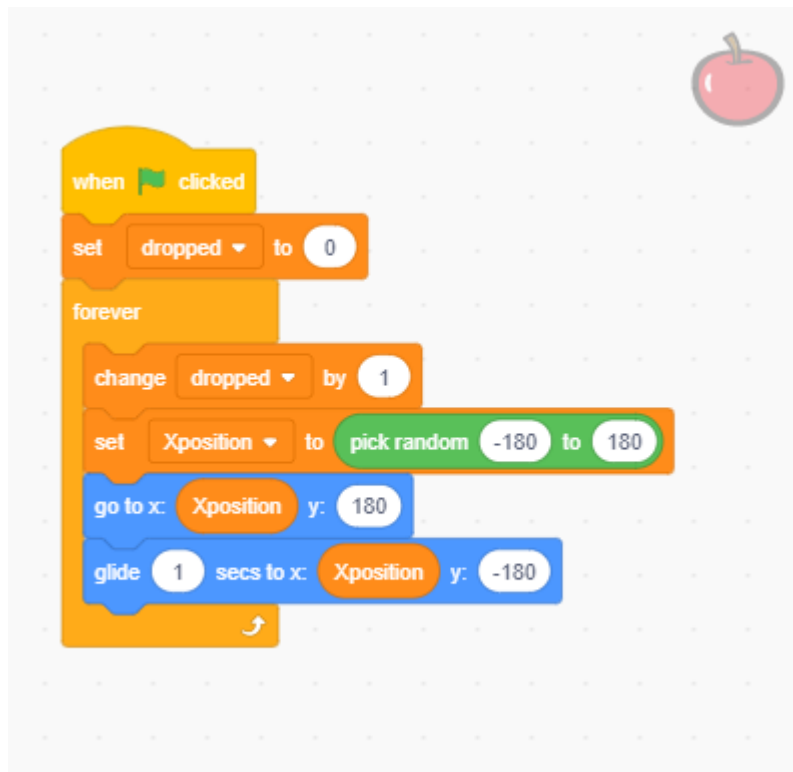 when clicked
set dropped to 0
forever
change dropped by 1
set Xposition to pick random -180 to 180
go to x: Xposition y: 180
glide 1 secs to x: Xposition y: -180